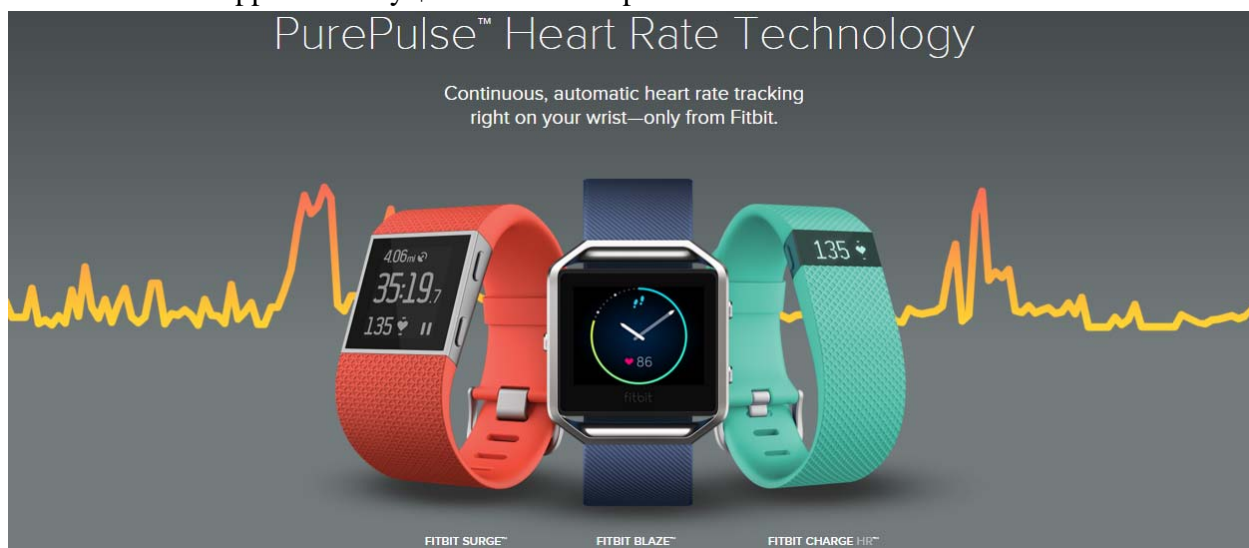 PurePulse™ Heart Rate Technology
Continuous, automatic heart rate tracking
right on your wrist—only from Fitbit.
4.06mi
35:19.7
135
86
fitbit
135
FITBIT SURGE™
FITBIT BLAZE™
FITBIT CHARGE HR™